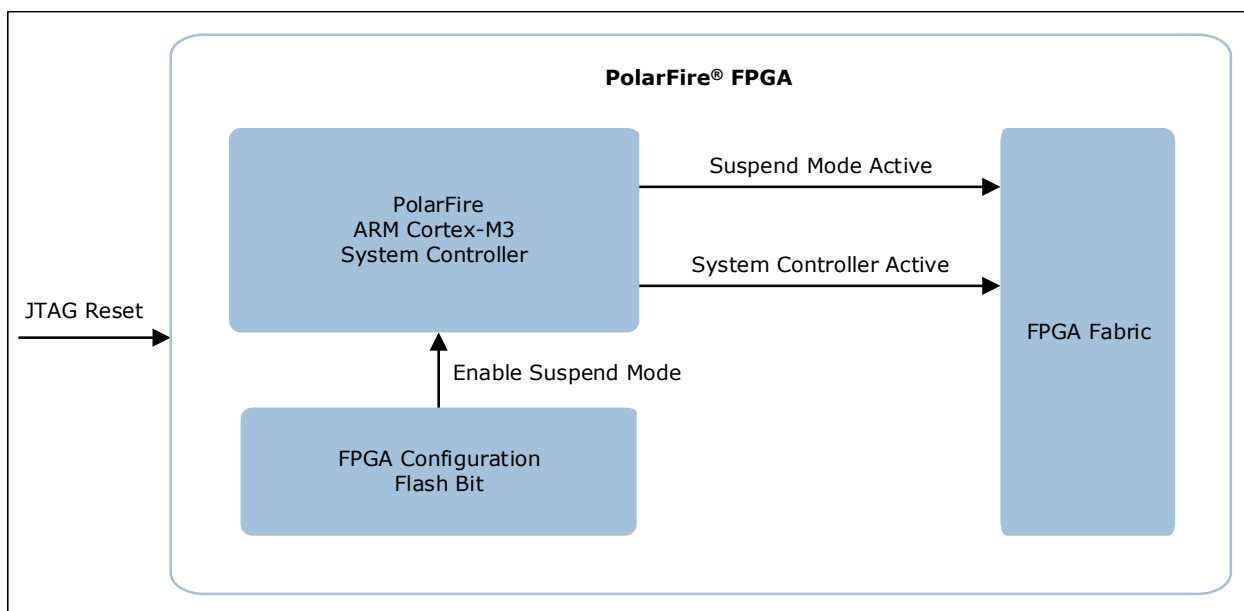 PolarFire® FPGA
Suspend Mode Active
PolarFire
ARM Cortex-M3
System Controller
System Controller Active
JTAG Reset
FPGA Fabric
Enable Suspend Mode
FPGA Configuration
Flash Bit